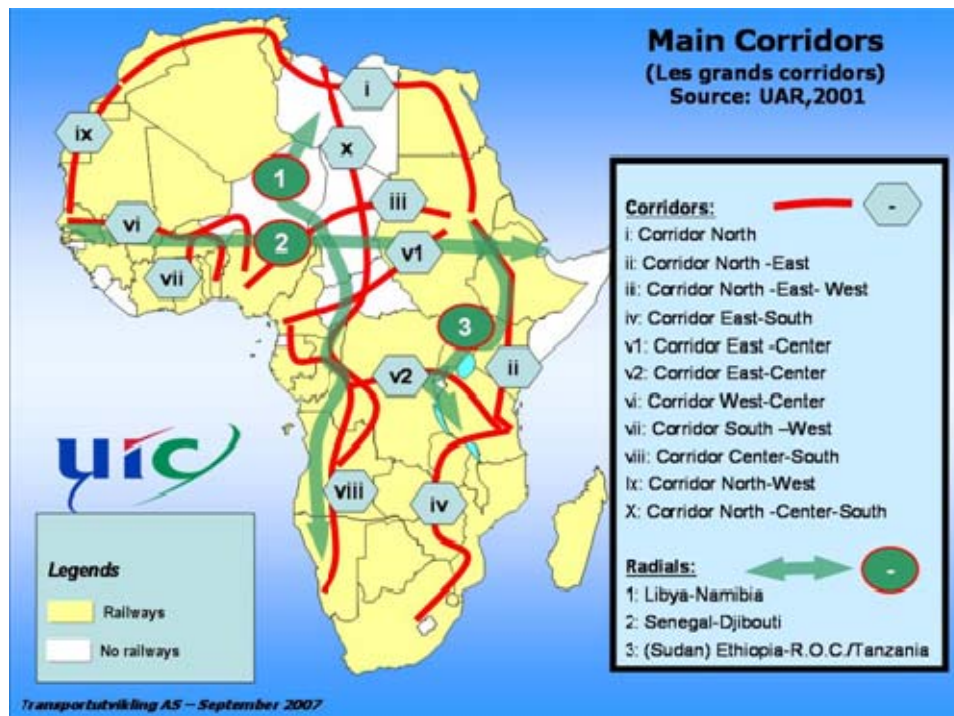 Main Corridors
(Les grands corridors)
Source: UAR,2001
i
ix
x
1
iii
vi
2
v1
vii
3
v2
ii
viii
iv
uic
Corridors:
-
i: Corridor North
ii: Corridor North -East
iii: Corridor North -East- West
iv: Corridor East-South
v1: Corridor East -Center
v2: Corridor East-Center
vi: Corridor West-Center
vii: Corridor South –West
viii: Corridor Center-South
Ix: Corridor North-West
X: Corridor North -Center-South
Radials:
-
1: Libya-Namibia
2: Senegal-Djibouti
3: (Sudan) Ethiopia-R.O.C./Tanzania
Legends
Railways
No railways
Transportutvikling AS – September 2007